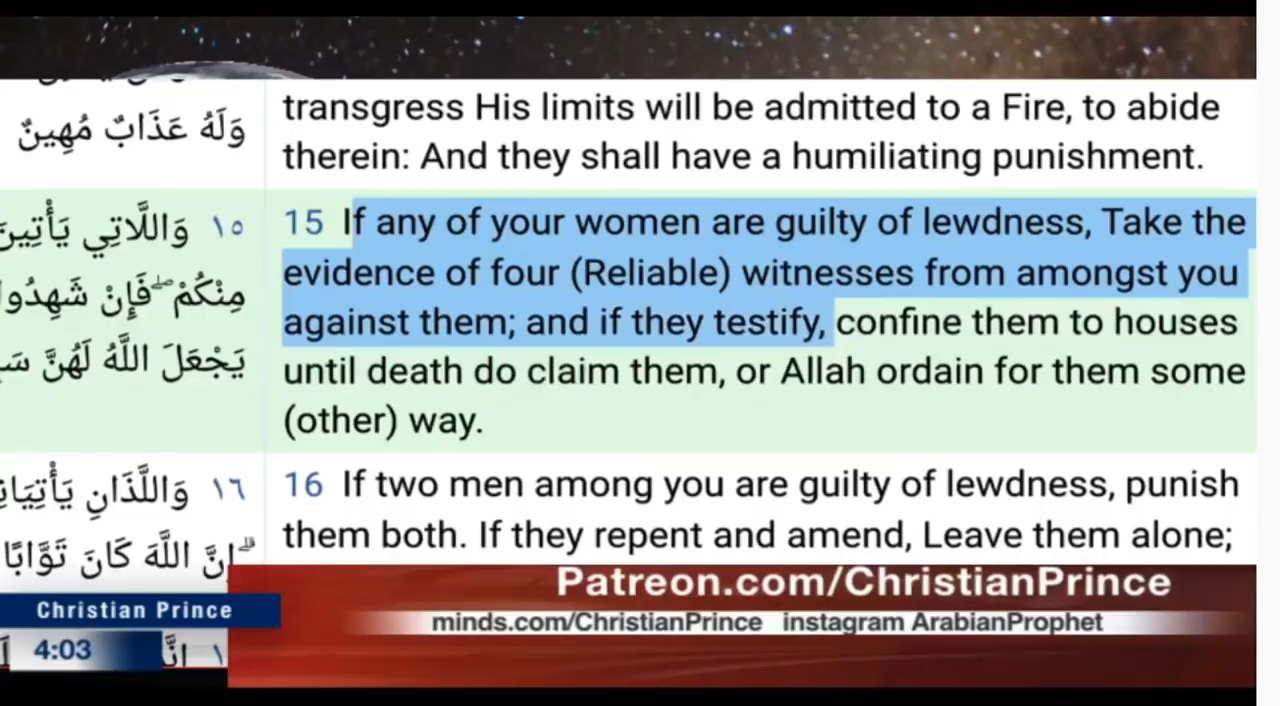 transgress His limits will be admitted to a Fire, to abide
وَلَهُ عَذَابٌ مُهِينٌ
therein: And they shall have a humiliating punishment.
١٥ وَاللَّاتِي يَأْتِينَ
15 If any of your women are guilty of lewdness, Take the
evidence of four (Reliable) witnesses from amongst you
مِنْكُمْ ۖ فَإِنْ شَهِدُوا
against them; and if they testify, confine them to houses
يَجْعَلَ اللَّهُ لَهُنَّ
until death do claim them, or Allah ordain for them some
(other) way.
١٦ وَاللَّذَانِ
16 If two men among you are guilty of lewdness, punish
them both. If they repent and amend, Leave them alone;
إِنَّ اللَّهَ كَانَ تَوَّابًا
Patreon.com/ChristianPrince
Christian Prince
minds.com/ChristianPrince instagram ArabianProphet
4:03